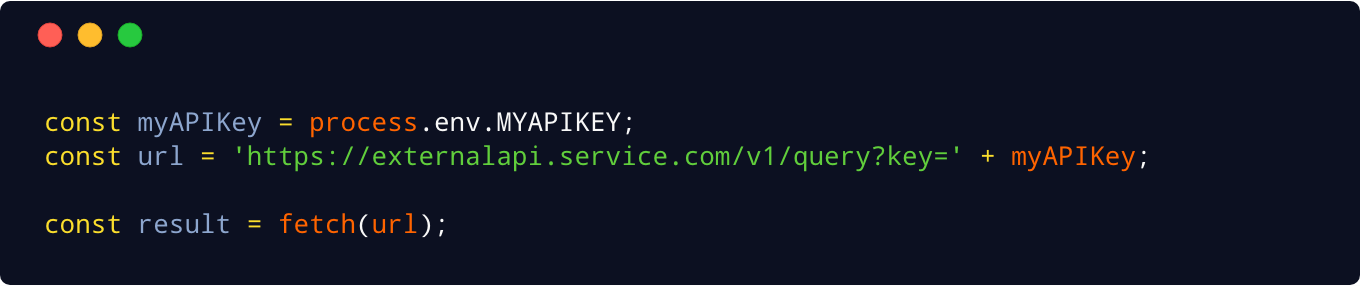 const myAPIKey = process.env.MYAPIKEY;
const url = 'https://externalapi.service.com/v1/query?key=' + myAPIKey;
const result = fetch(url);